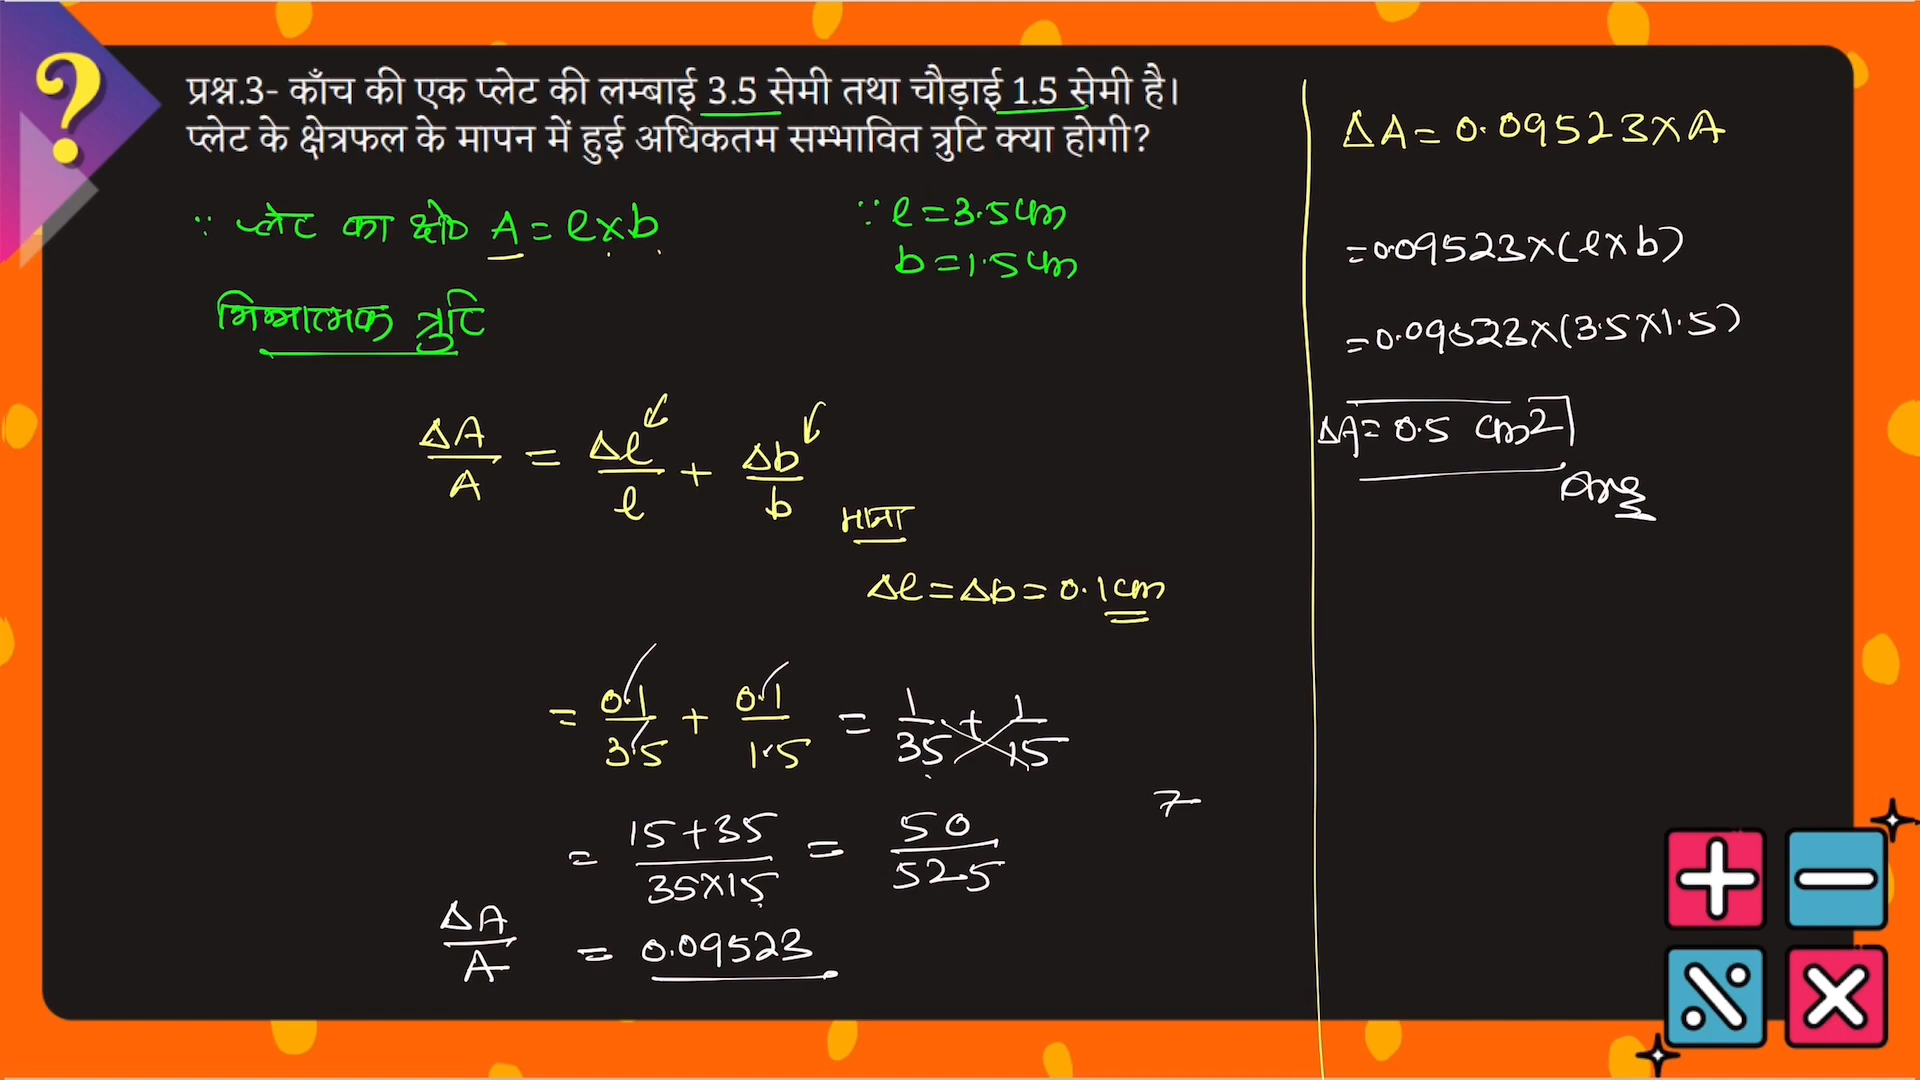 प्रश्न.3- काँच की एक प्लेट की लम्बाई 3.5 सेमी तथा चौड़ाई 1.5 सेमी है।
प्लेट के क्षेत्रफल के मापन में हुई अधिकतम सम्भावित त्रुटि क्या होगी?
∵ प्लेट का क्षे० A = l×b
∵ l = 3.5 cm
b = 1.5 cm
भिन्नात्मक त्रुटि
ΔA/A = Δl/l + Δb/b
माना
Δl = Δb = 0.1 cm
= 0.1/3.5 + 0.1/1.5 = 1/35 + 1/15
= 15+35/35×15 = 50/525
7
ΔA/A = 0.09523
ΔA = 0.09523×A
= 0.09523×(l×b)
= 0.09523×(3.5×1.5)
ΔA = 0.5 cm2
Ans